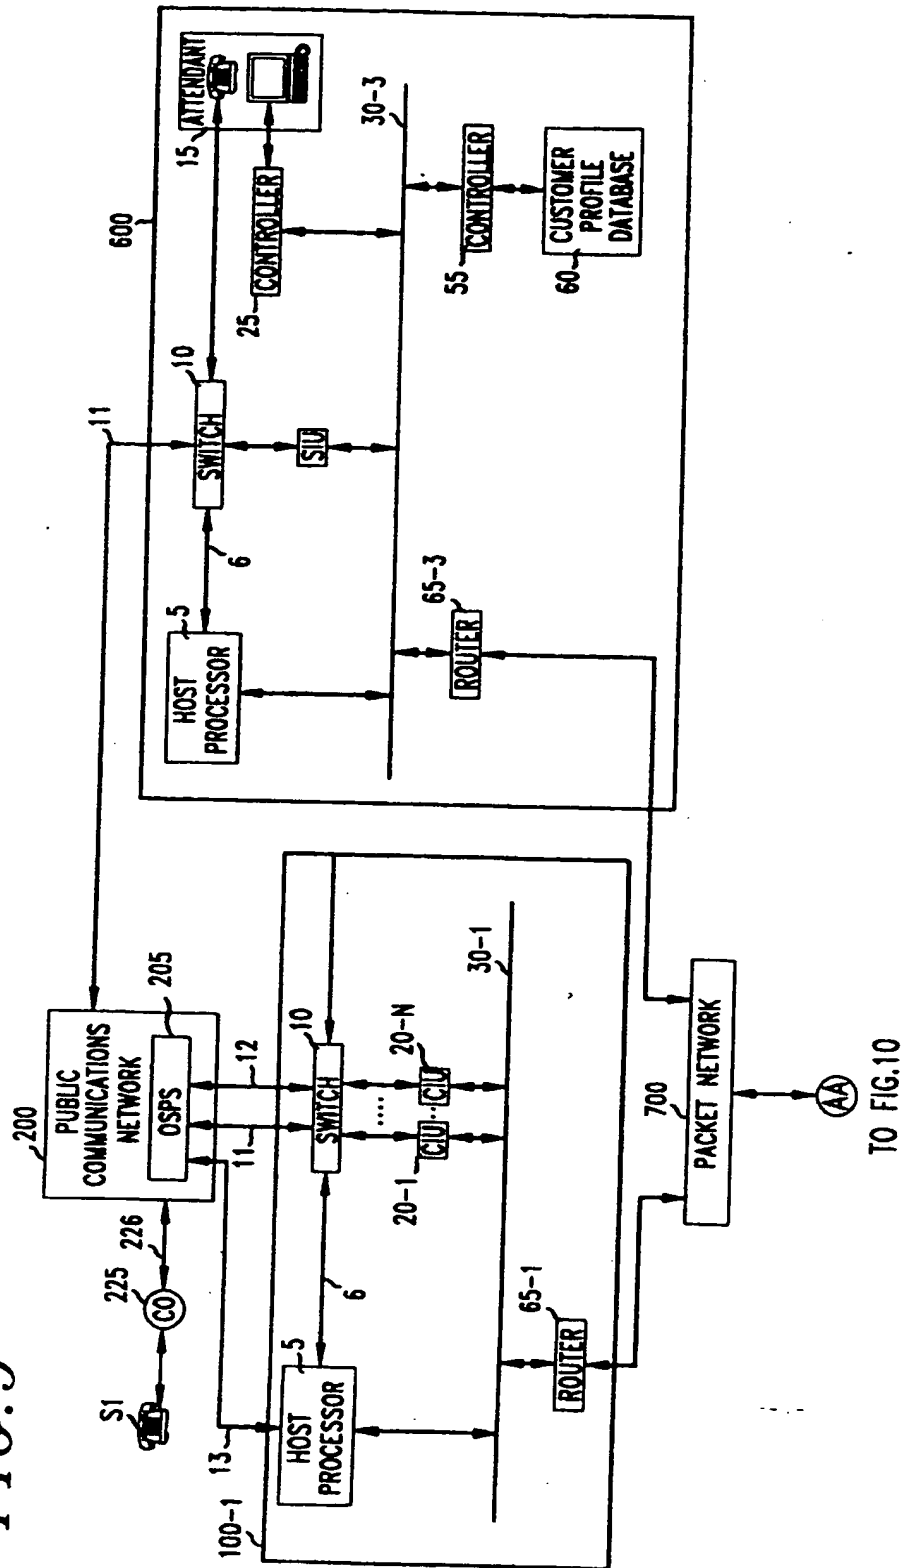 FIG.9
S1
225
CO
226
200
PUBLIC
COMMUNICATIONS
NETWORK
205
OSPS
13
11
12
100-1
HOST
PROCESSOR
5
6
10
SWITCH
20-1
CIU
.....
..
20-N
CIU
30-1
65-1
ROUTER
11
600
HOST
PROCESSOR
5
6
10
SWITCH
SIU
15
ATTENDANT
25
CONTROLLER
30-3
65-3
ROUTER
55
CONTROLLER
60
CUSTOMER
PROFILE
DATABASE
700
PACKET NETWORK
AA
TO FIG.10